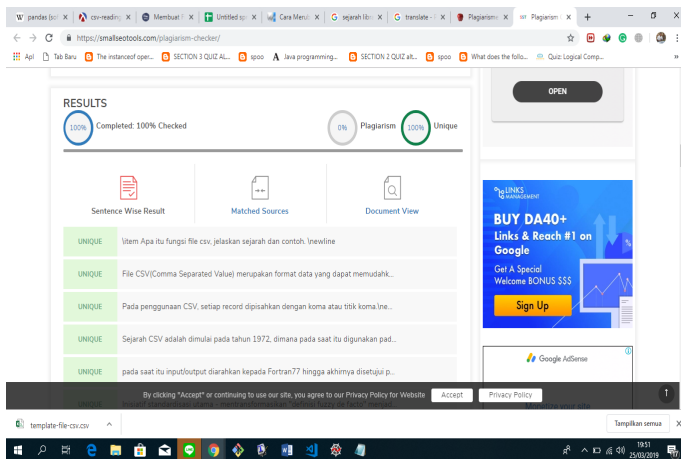 pandas (sof
csv-reading
Membuat F
Untitled spr
Cara Menul
sejarah libr
translate -
Plagiarisme
Plagiarism
https://smallseotools.com/plagiarism-checker/
Apl
Tab Baru
The instanceof oper...
SECTION 3 QUIZ AL...
spoo
Java programming...
SECTION 2 QUIZ alt...
spoo
What does the follo...
Quiz: Logical Comp...
RESULTS
100%
Completed: 100% Checked
0%
Plagiarism
100%
Unique
Sentence Wise Result
Matched Sources
Document View
UNIQUE \item Apa itu fungsi file csv, jelaskan sejarah dan contoh. \newline
UNIQUE File CSV(Comma Separated Value) merupakan format data yang dapat memudahk...
UNIQUE Pada penggunaan CSV, setiap record dipisahkan dengan koma atau titik koma.\ne...
UNIQUE Sejarah CSV adalah dimulai pada tahun 1972, dimana pada saat itu digunakan pad...
UNIQUE pada saat itu input/output diarahkan kepada Fortran77 hingga akhirnya disetujui p...
OPEN
LINKS
MANAGEMENT
BUY DA40+
Links & Reach #1 on
Google
Get A Special
Welcome BONUS $$$
Sign Up
Google AdSense
By clicking "Accept" or continuing to use our site, you agree to our Privacy Policy for Website
Accept
Privacy Policy
template-file-csv.csv
Tampilkan semua
19:51
25/03/2019